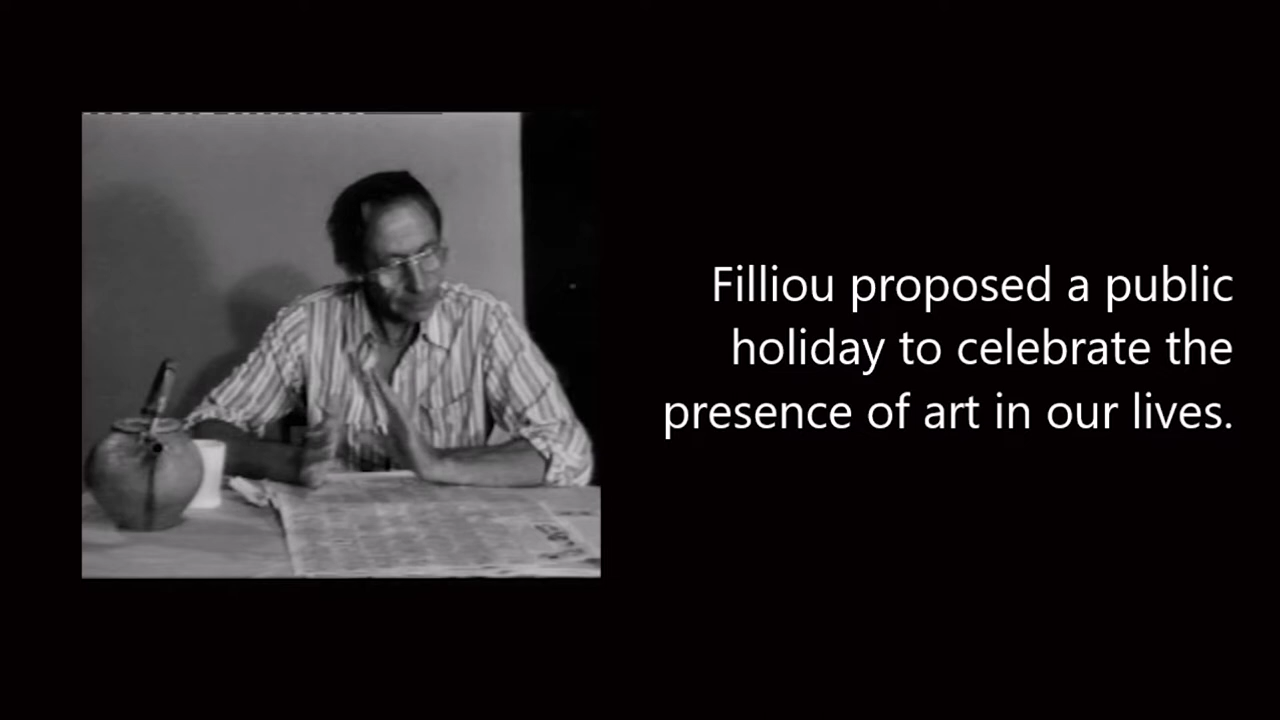 Filliou proposed a public
holiday to celebrate the
presence of art in our lives.